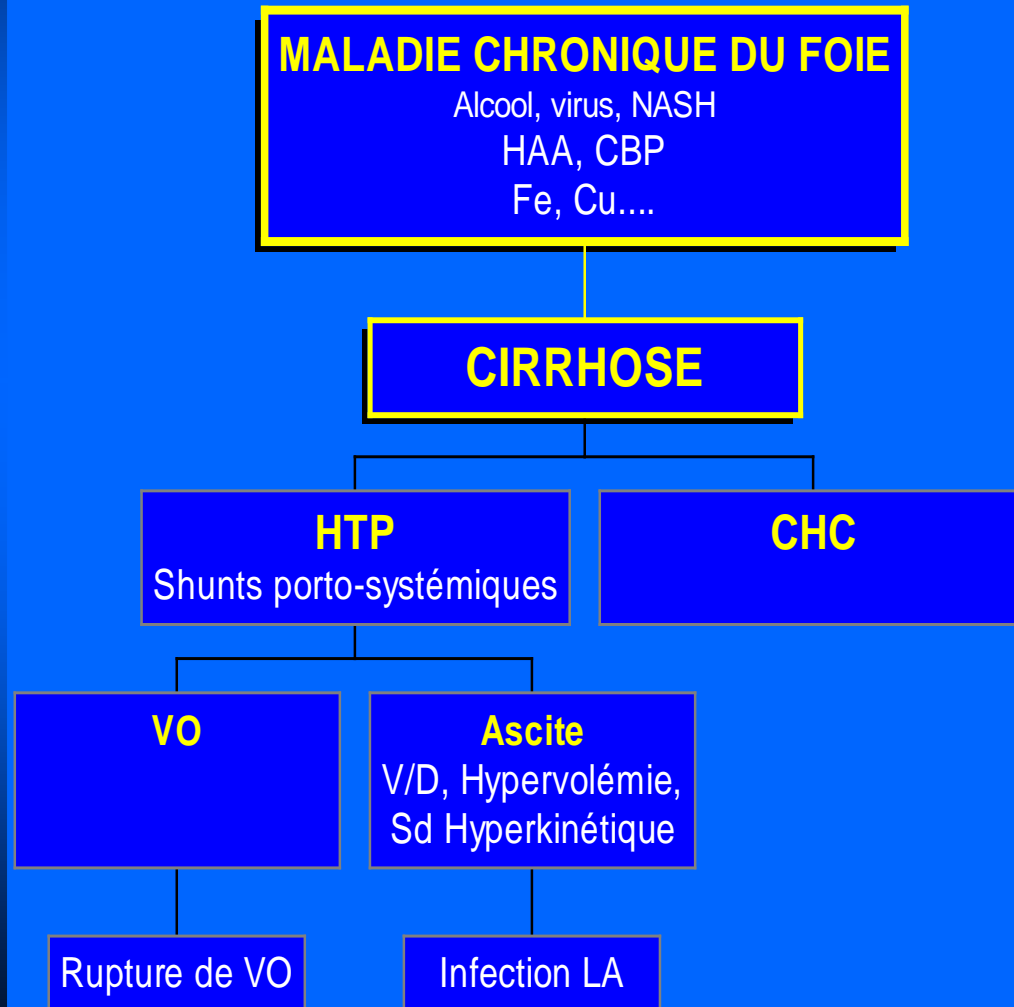 MALADIE CHRONIQUE DU FOIE
Alcool, virus, NASH
HAA, CBP
Fe, Cu....
CIRRHOSE
HTP
Shunts porto-systémiques
CHC
VO
Ascite
V/D, Hypervolémie,
Sd Hyperkinétique
Rupture de VO
Infection LA